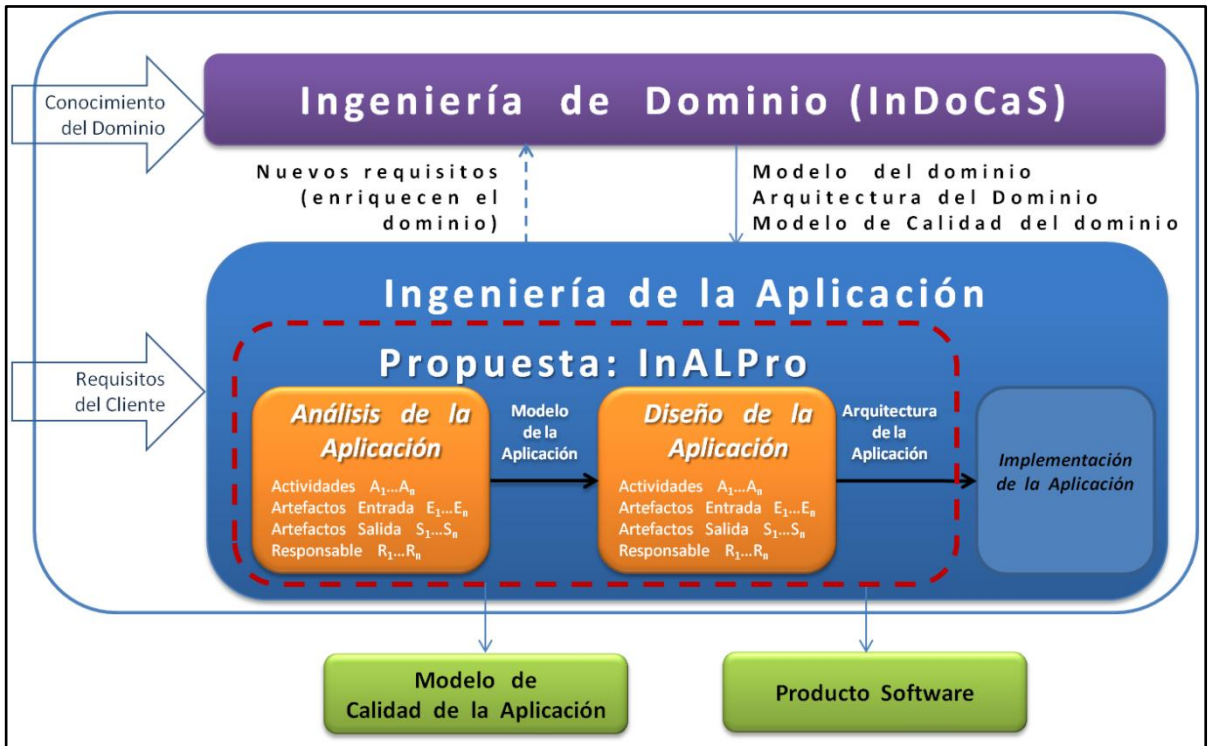 Conocimiento
del Dominio
Ingeniería de Dominio (InDoCaS)
Nuevos requisitos
(enriquecen el
dominio)
Modelo del dominio
Arquitectura del Dominio
Modelo de Calidad del dominio
Ingeniería de la Aplicación
Requisitos
del Cliente
Propuesta: InALPro
Análisis de la
Aplicación
Actividades A₁...Aₙ
Artefactos Entrada E₁...Eₙ
Artefactos Salida S₁...Sₙ
Responsable R₁...Rₙ
Modelo
de la
Aplicación
Diseño de la
Aplicación
Actividades A₁...Aₙ
Artefactos Entrada E₁...Eₙ
Artefactos Salida S₁...Sₙ
Responsable R₁...Rₙ
Arquitectura
de la
Aplicación
Implementación
de la Aplicación
Modelo de
Calidad de la Aplicación
Producto Software